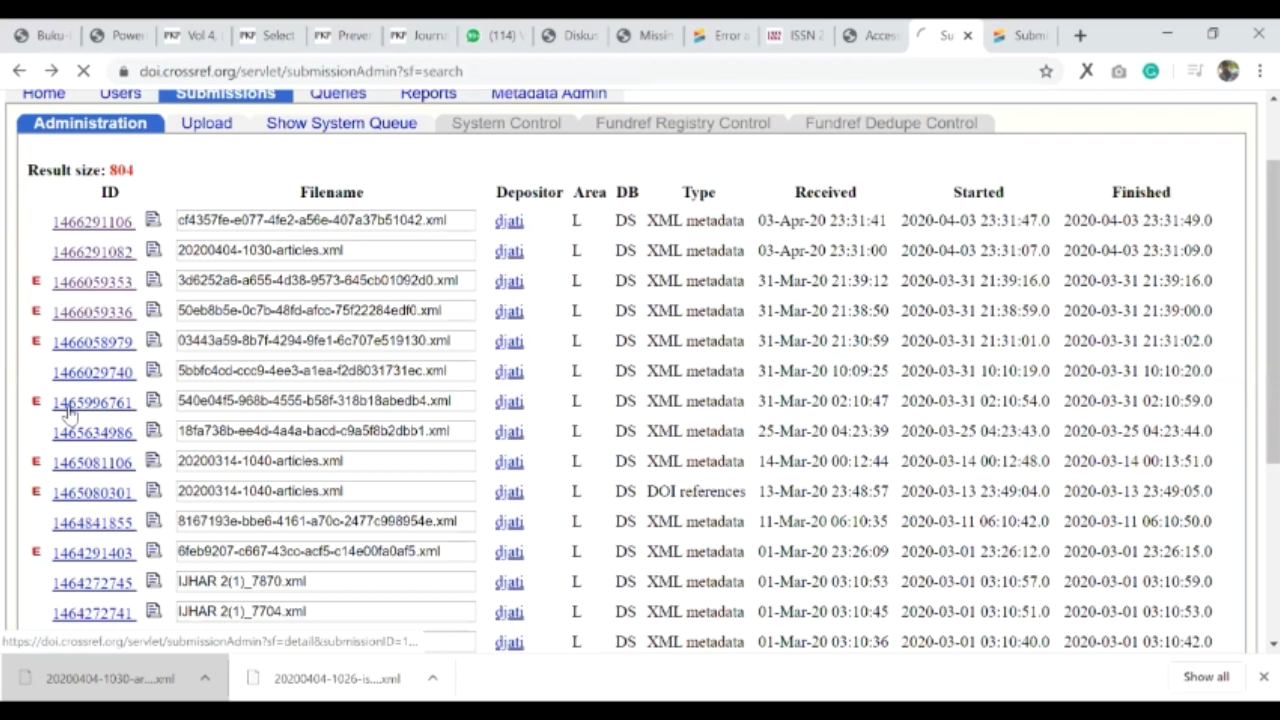 Buku- Power Vol 4, Select Preve Journa (114) Diskus Missin Error a ISSN 2 Acces Su Submi
doi.crossref.org/servlet/submissionAdmin?sf=search
Home Users Submissions Queries Reports Metadata Admin
Administration Upload Show System Queue System Control Fundref Registry Control Fundref Dedupe Control
Result size: 804
ID Filename Depositor Area DB Type Received Started Finished
1466291106 cf4357fe-e077-4fe2-a56e-407a37b51042.xml djati L DS XML metadata 03-Apr-20 23:31:41 2020-04-03 23:31:47.0 2020-04-03 23:31:49.0
1466291082 20200404-1030-articles.xml djati L DS XML metadata 03-Apr-20 23:31:00 2020-04-03 23:31:07.0 2020-04-03 23:31:09.0
E 1466059353 3d6252a6-a655-4d38-9573-645cb01092d0.xml djati L DS XML metadata 31-Mar-20 21:39:12 2020-03-31 21:39:16.0 2020-03-31 21:39:16.0
E 1466059336 50eb8b5e-0c7b-48fd-afcc-75f22284edf0.xml djati L DS XML metadata 31-Mar-20 21:38:50 2020-03-31 21:38:59.0 2020-03-31 21:39:00.0
E 1466058979 03443a59-8b7f-4294-9fe1-6c707e519130.xml djati L DS XML metadata 31-Mar-20 21:30:59 2020-03-31 21:31:01.0 2020-03-31 21:31:02.0
1466029740 5bbfc4cd-ccc9-4ee3-a1ea-f2d8031731ec.xml djati L DS XML metadata 31-Mar-20 10:09:25 2020-03-31 10:10:19.0 2020-03-31 10:10:20.0
E 1465996761 540e04f5-968b-4555-b58f-318b18abedb4.xml djati L DS XML metadata 31-Mar-20 02:10:47 2020-03-31 02:10:54.0 2020-03-31 02:10:59.0
1465634986 18fa738b-ee4d-4a4a-bacd-c9a5f8b2dbb1.xml djati L DS XML metadata 25-Mar-20 04:23:39 2020-03-25 04:23:43.0 2020-03-25 04:23:44.0
E 1465081106 20200314-1040-articles.xml djati L DS XML metadata 14-Mar-20 00:12:44 2020-03-14 00:12:48.0 2020-03-14 00:13:51.0
E 1465080301 20200314-1040-articles.xml djati L DS DOI references 13-Mar-20 23:48:57 2020-03-13 23:49:04.0 2020-03-13 23:49:05.0
1464841855 8167193e-bbe6-4161-a70c-2477c998954e.xml djati L DS XML metadata 11-Mar-20 06:10:35 2020-03-11 06:10:42.0 2020-03-11 06:10:50.0
E 1464291403 6feb9207-c667-43cc-acf5-c14e00fa0af5.xml djati L DS XML metadata 01-Mar-20 23:26:09 2020-03-01 23:26:12.0 2020-03-01 23:26:15.0
1464272745 IJHAR 2(1)_7870.xml djati L DS XML metadata 01-Mar-20 03:10:53 2020-03-01 03:10:57.0 2020-03-01 03:10:59.0
1464272741 IJHAR 2(1)_7704.xml djati L DS XML metadata 01-Mar-20 03:10:45 2020-03-01 03:10:51.0 2020-03-01 03:10:53.0
djati L DS XML metadata 01-Mar-20 03:10:36 2020-03-01 03:10:40.0 2020-03-01 03:10:42.0
https://doi.crossref.org/servlet/submissionAdmin?sf=detail&submissionID=1...
20200404-1030-ar....xml 20200404-1026-is....xml Show all